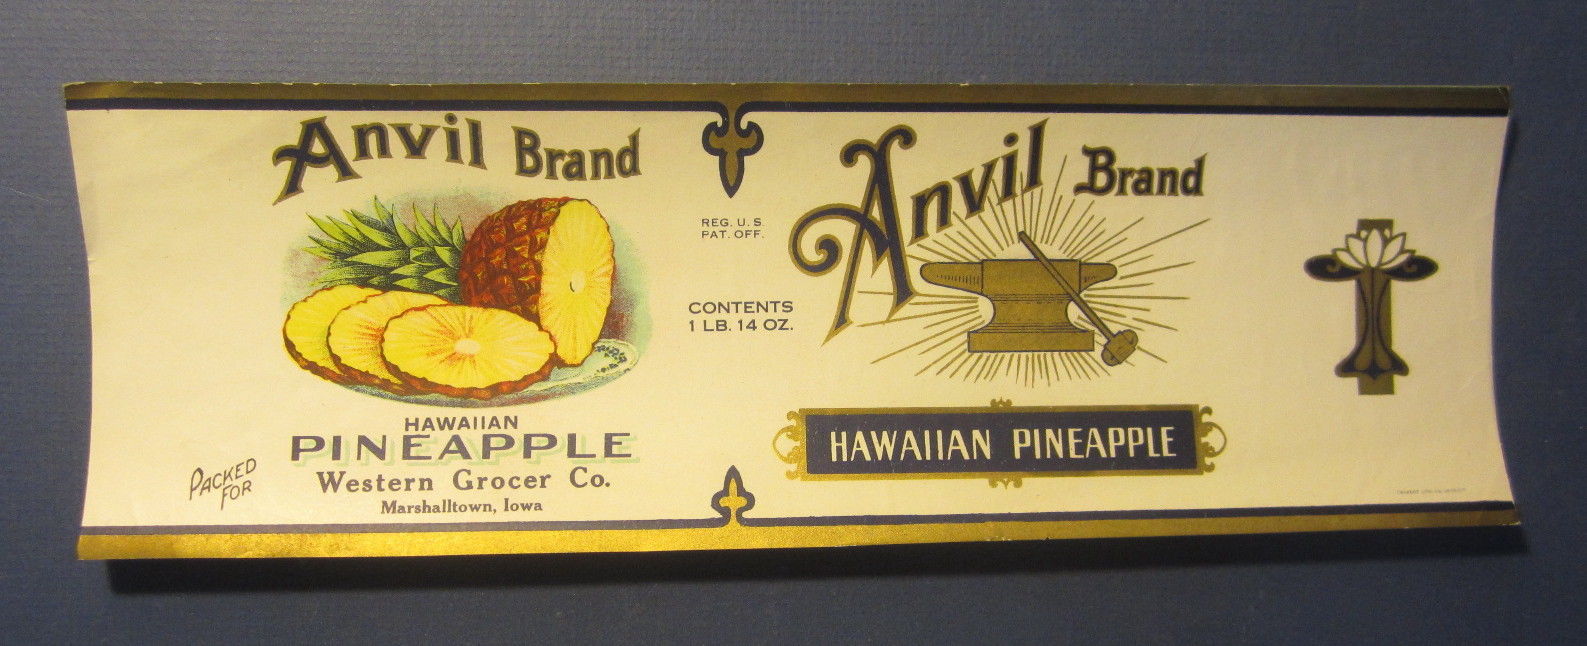 Anvil Brand
HAWAIIAN
PINEAPPLE
PACKED
FOR
Western Grocer Co.
Marshalltown, Iowa
REG. U. S.
PAT. OFF.
CONTENTS
1 LB. 14 OZ.
Anvil Brand
HAWAIIAN PINEAPPLE